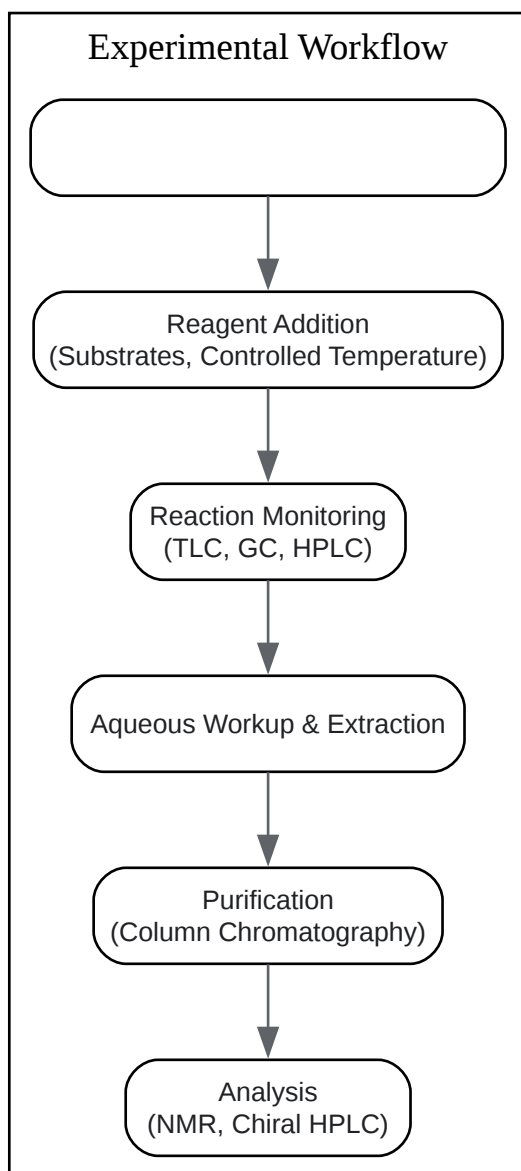 Experimental Workflow
Reagent Addition
(Substrates, Controlled Temperature)
Reaction Monitoring
(TLC, GC, HPLC)
Aqueous Workup & Extraction
Purification
(Column Chromatography)
Analysis
(NMR, Chiral HPLC)